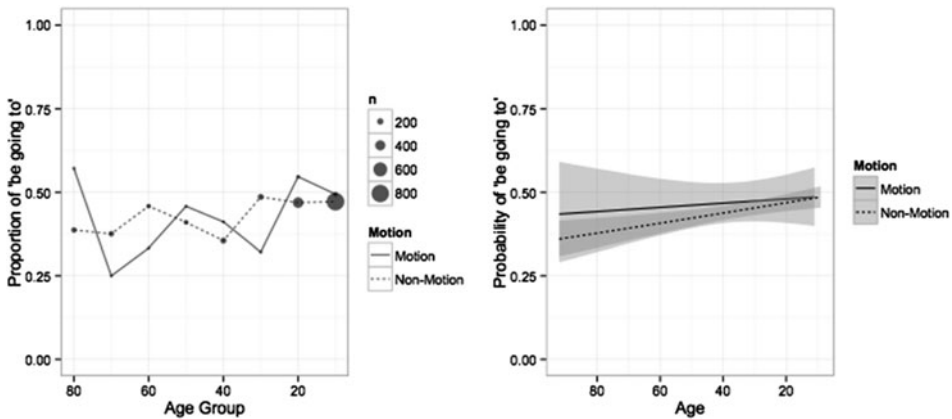 Proportion of 'be going to'
1.00
0.75
0.50
0.25
0.00
80
60
40
20
Age Group
n
200
400
600
800
Motion
Motion
Non-Motion
Probability of 'be going to'
1.00
0.75
0.50
0.25
0.00
80
60
40
20
Age
Motion
Motion
Non-Motion